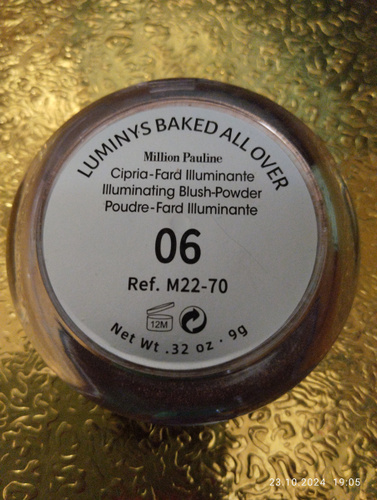 LUMINYS BAKED ALL OVER
Million Pauline
Cipria-Fard Illuminante
Illuminating Blush-Powder
Poudre-Fard Illuminante
06
Ref. M22-70
12M
Net Wt .32 oz · 9g
23.10.2024 19:05